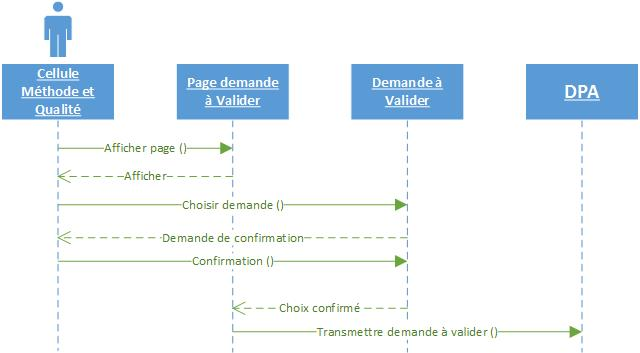 Cellule
Méthode et
Qualité
Page demande
à Valider
Demande à
Valider
DPA
Afficher page ()
Afficher
Choisir demande ()
Demande de confirmation
Confirmation ()
Choix confirmé
Transmettre demande à valider ()